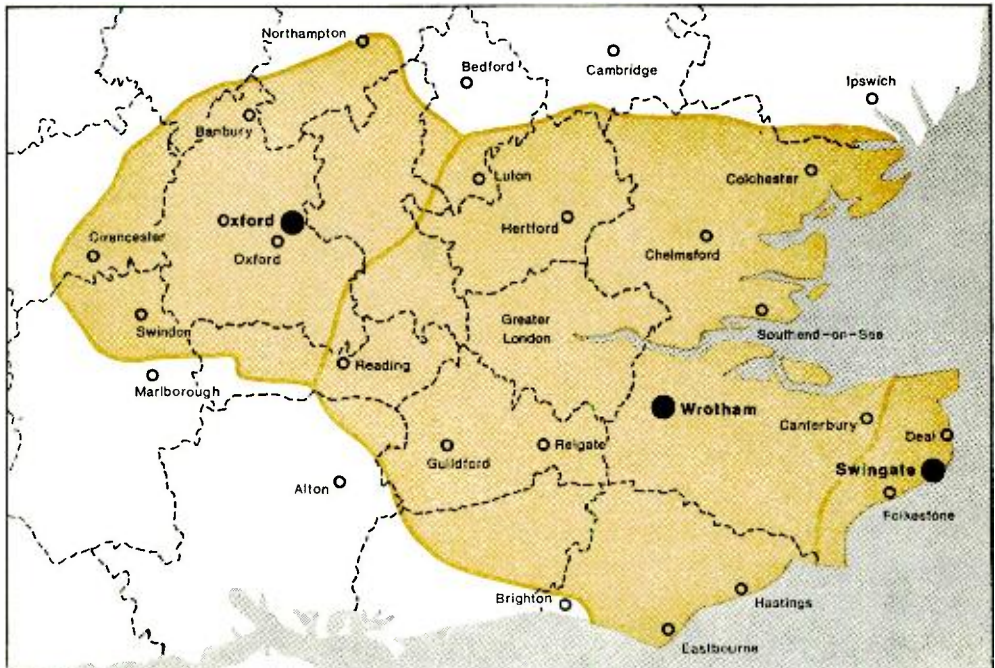 Northampton
Bedford
Cambridge
Ipswich
Banbury
Luton
Colchester
Oxford
Hertford
Cirencester
Oxford
Chelmsford
Greater
London
Swindon
Southend-on-Sea
Reading
Marlborough
Wrotham
Canterbury
Deal
Guildford
Reigate
Swingate
Alton
Folkestone
Brighton
Hastings
Eastbourne